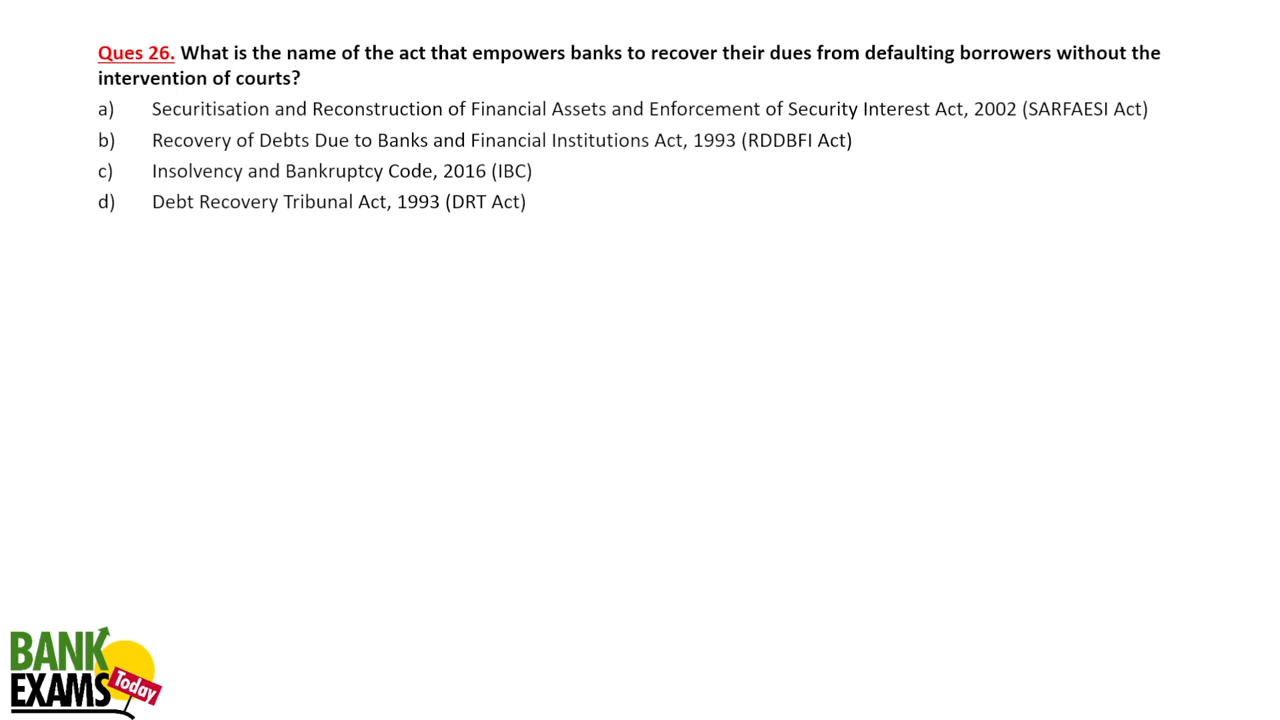 Ques 26. What is the name of the act that empowers banks to recover their dues from defaulting borrowers without the
intervention of courts?
a) Securitisation and Reconstruction of Financial Assets and Enforcement of Security Interest Act, 2002 (SARFAESI Act)
b) Recovery of Debts Due to Banks and Financial Institutions Act, 1993 (RDDBFI Act)
c) Insolvency and Bankruptcy Code, 2016 (IBC)
d) Debt Recovery Tribunal Act, 1993 (DRT Act)
BANK
EXAMS Today